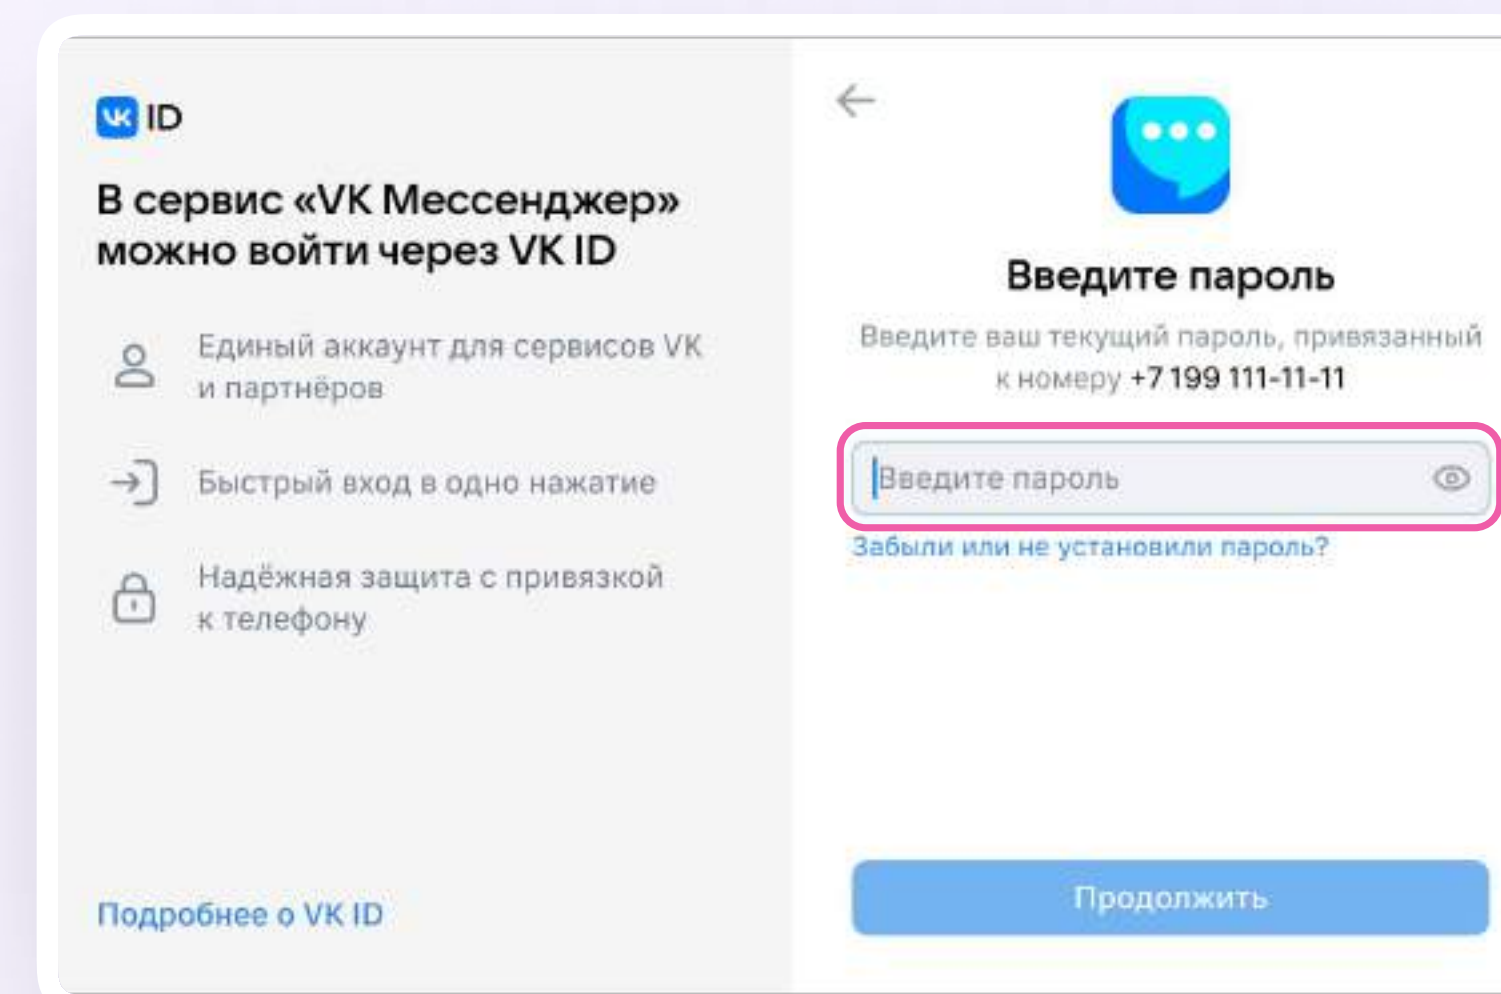 VK ID
В сервис «VK Мессенджер»
можно войти через VK ID
Единый аккаунт для сервисов VK
и партнёров
Быстрый вход в одно нажатие
Надёжная защита с привязкой
к телефону
Подробнее о VK ID
Введите пароль
Введите ваш текущий пароль, привязанный
к номеру +7 199 111-11-11
Введите пароль
Забыли или не установили пароль?
Продолжить